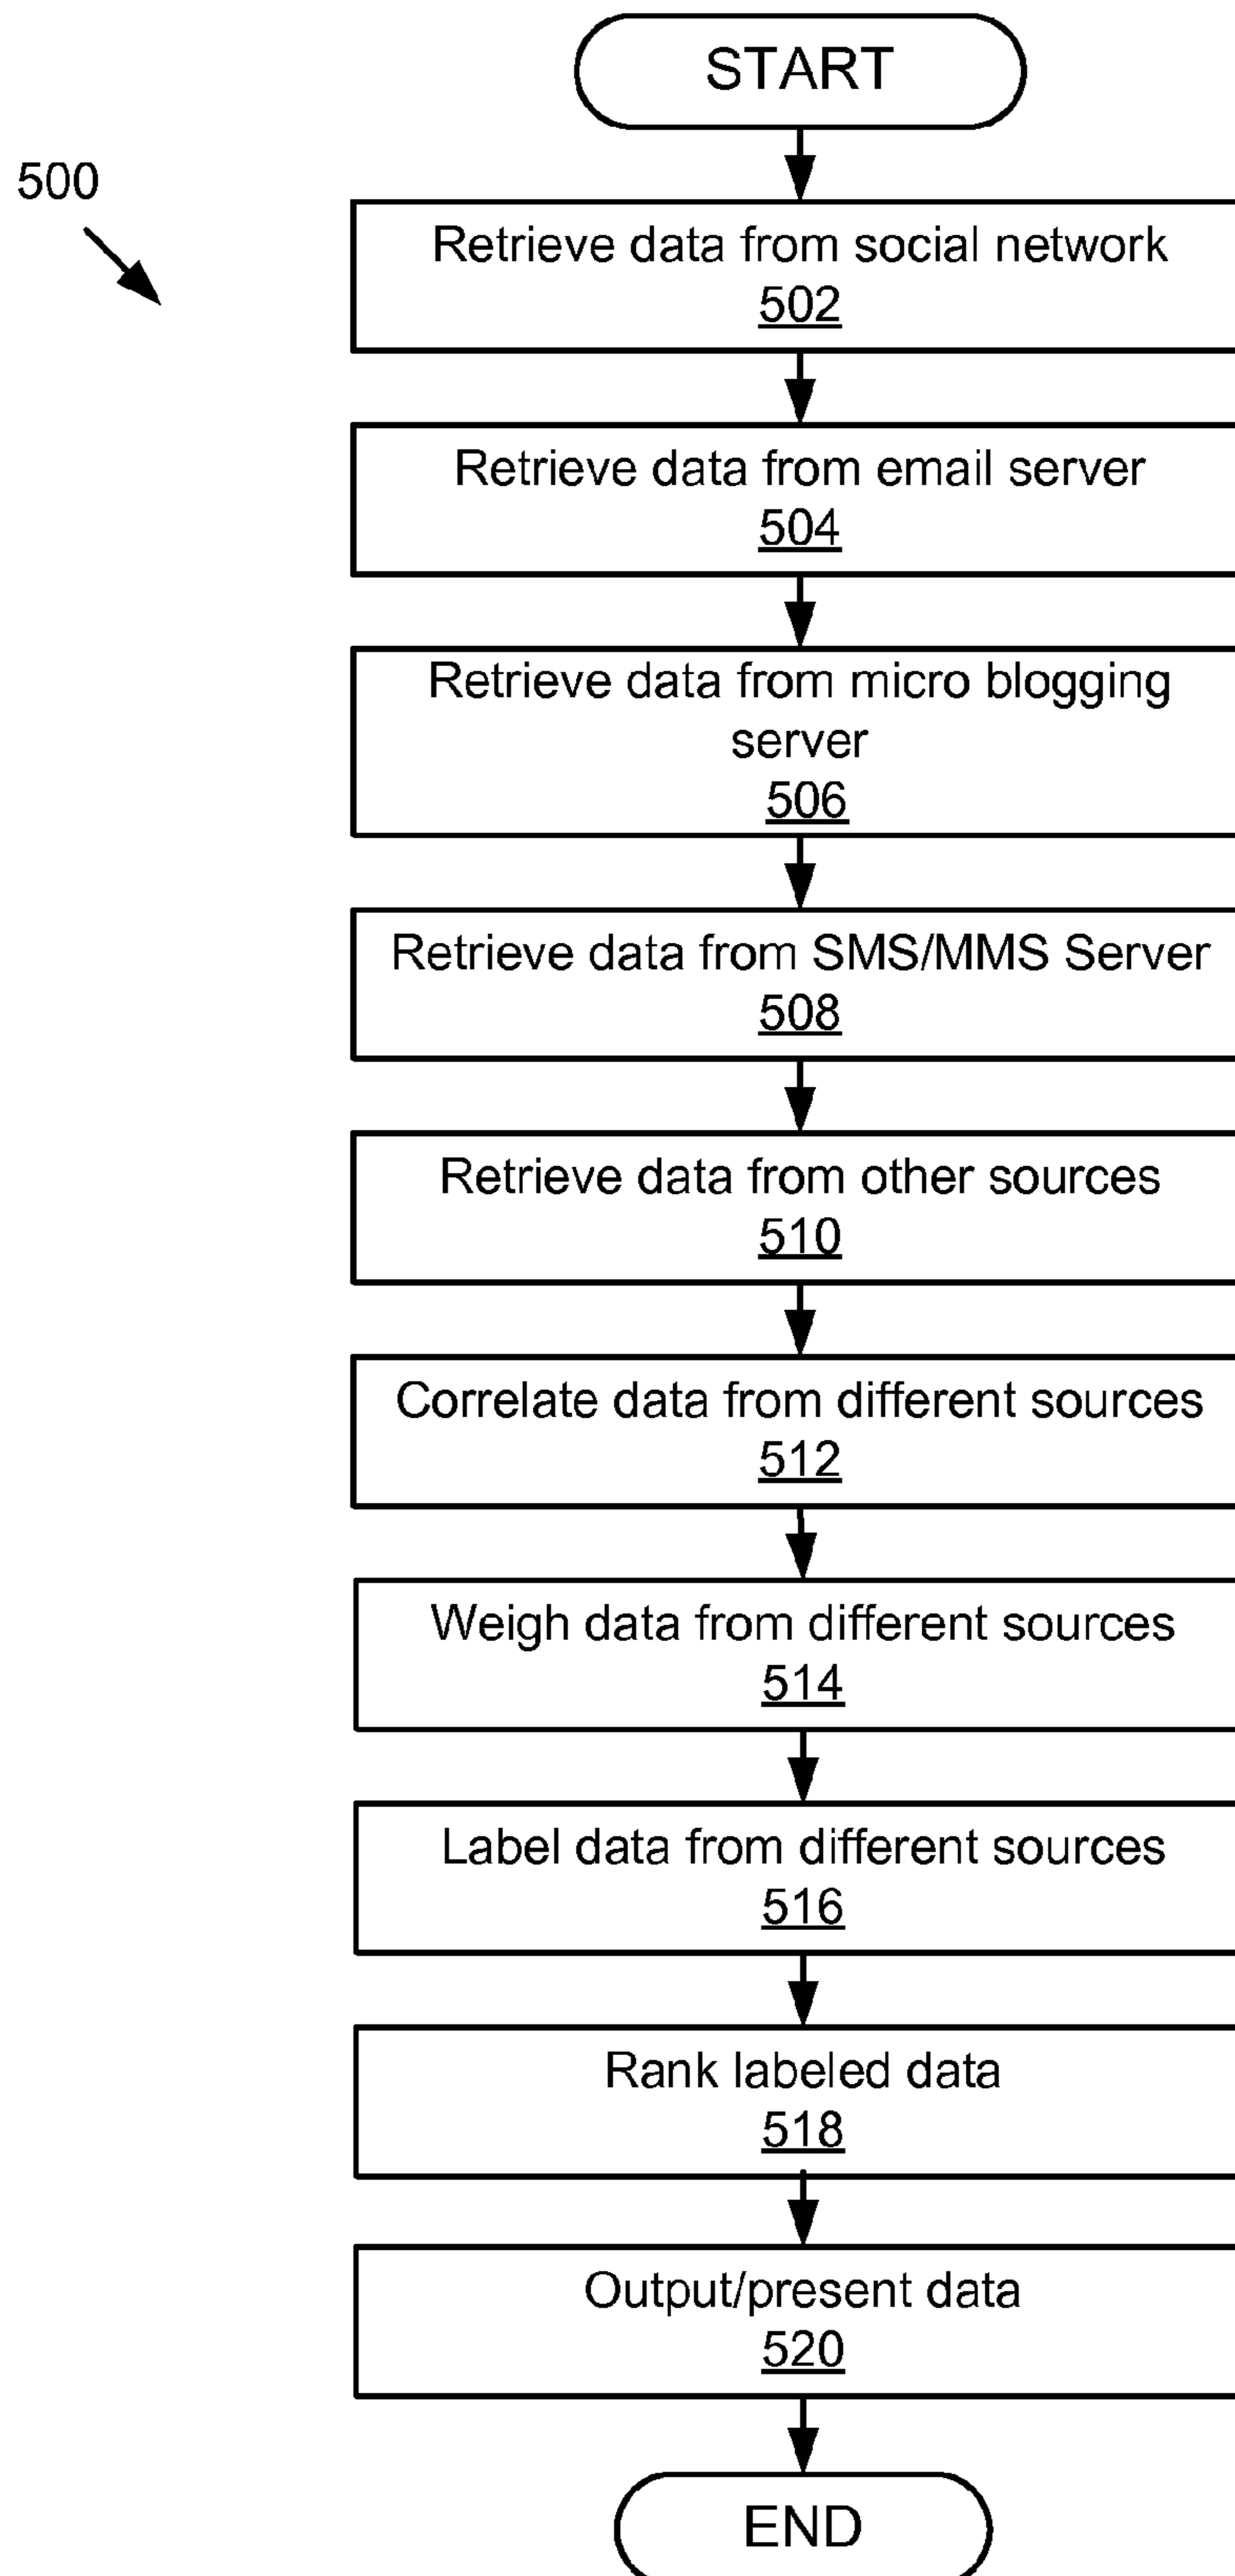 START
500
Retrieve data from social network
502
Retrieve data from email server
504
Retrieve data from micro blogging
server
506
Retrieve data from SMS/MMS Server
508
Retrieve data from other sources
510
Correlate data from different sources
512
Weigh data from different sources
514
Label data from different sources
516
Rank labeled data
518
Output/present data
520
END